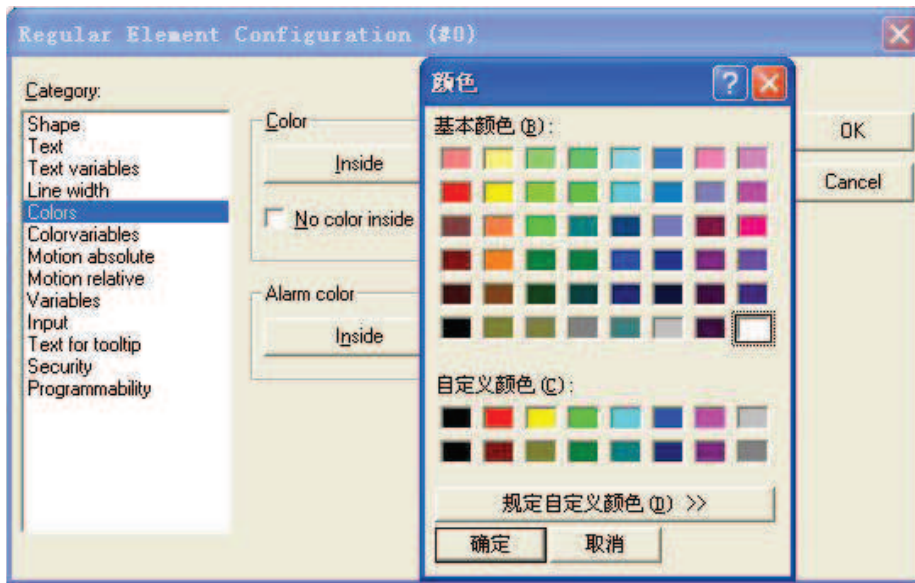 Regular Element Configuration (#0)
Category:
Shape
Text
Text variables
Line width
Colors
Colorvariables
Motion absolute
Motion relative
Variables
Input
Text for tooltip
Security
Programmability
Color
Inside
No color inside
Alarm color
Inside
颜色
基本颜色(B):
自定义颜色(C):
规定自定义颜色(D) >>
确定 取消
OK
Cancel